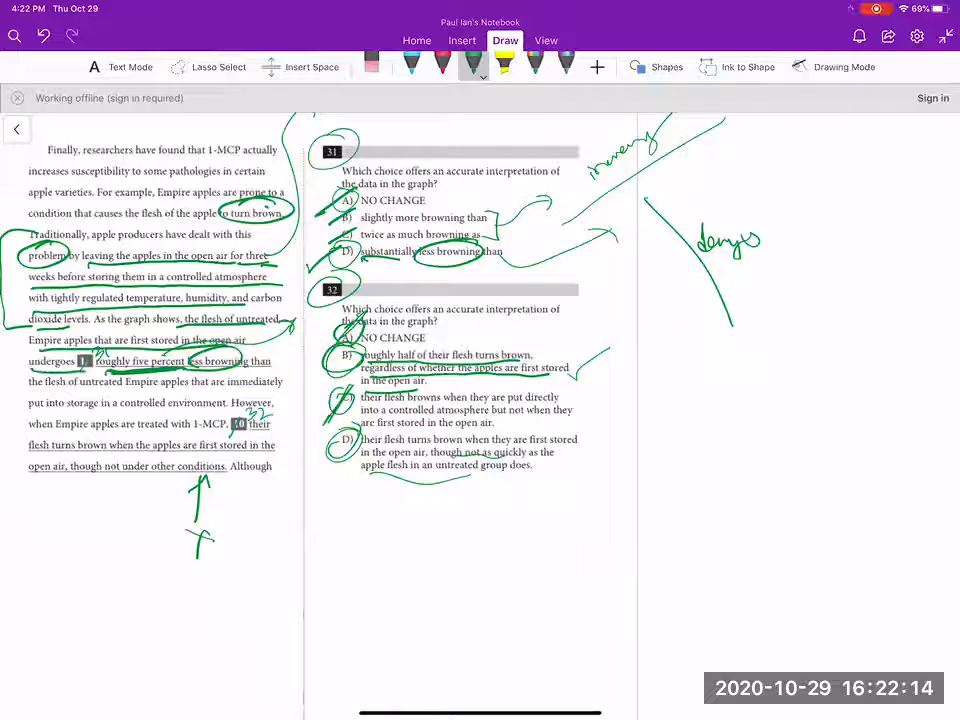 4:22 PM Thu Oct 29
69%
Paul Ian's Notebook
Home Insert Draw View
Text Mode Lasso Select Insert Space Shapes Ink to Shape Drawing Mode
Working offline (sign in required) Sign in
Finally, researchers have found that 1-MCP actually
increases susceptibility to some pathologies in certain
apple varieties. For example, Empire apples are prone to a
condition that causes the flesh of the apple to turn brown.
Traditionally, apple producers have dealt with this
problem by leaving the apples in the open air for three
weeks before storing them in a controlled atmosphere
with tightly regulated temperature, humidity, and carbon
dioxide levels. As the graph shows, the flesh of untreated
Empire apples that are first stored in the open air
31
undergoes roughly five percent less browning than
the flesh of untreated Empire apples that are immediately
put into storage in a controlled environment. However,
32
when Empire apples are treated with 1-MCP, their
flesh turns brown when the apples are first stored in the
open air, though not under other conditions. Although
31
Which choice offers an accurate interpretation of
the data in the graph?
A) NO CHANGE
B) slightly more browning than
C) twice as much browning as
D) substantially less browning than
32
Which choice offers an accurate interpretation of
the data in the graph?
A) NO CHANGE
B) roughly half of their flesh turns brown,
regardless of whether the apples are first stored
in the open air.
C) their flesh browns when they are put directly
into a controlled atmosphere but not when they
are first stored in the open air.
D) their flesh turns brown when they are first stored
in the open air, though not as quickly as the
apple flesh in an untreated group does.
2020-10-29 16:22:14